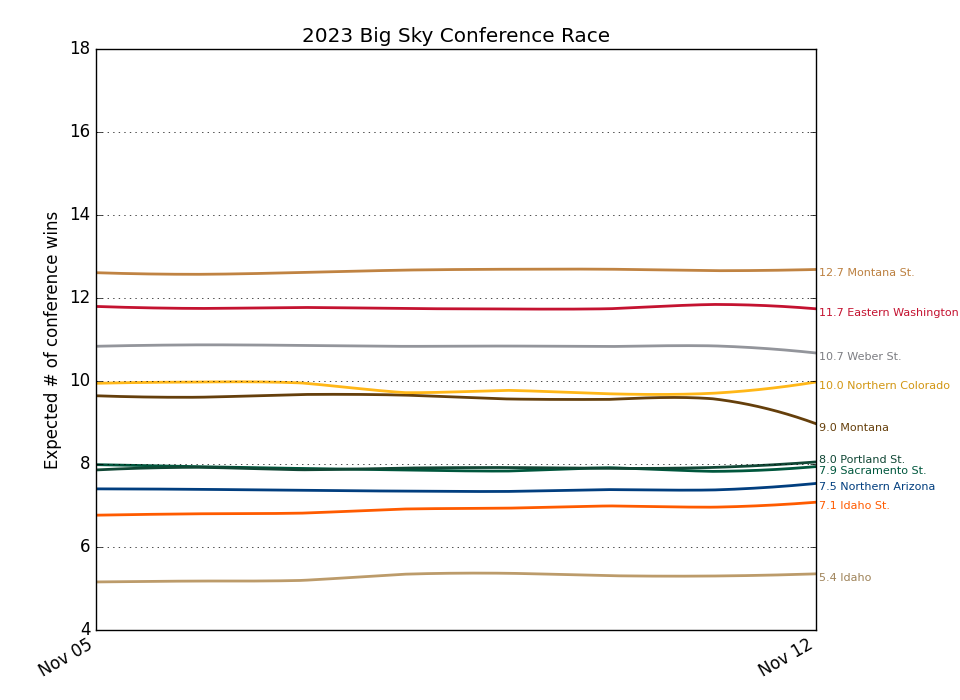 2023 Big Sky Conference Race
Expected # of conference wins
18
16
14
12
10
8
6
4
12.7 Montana St.
11.7 Eastern Washington
10.7 Weber St.
10.0 Northern Colorado
9.0 Montana
8.0 Portland St.
7.9 Sacramento St.
7.5 Northern Arizona
7.1 Idaho St.
5.4 Idaho
Nov 05
Nov 12